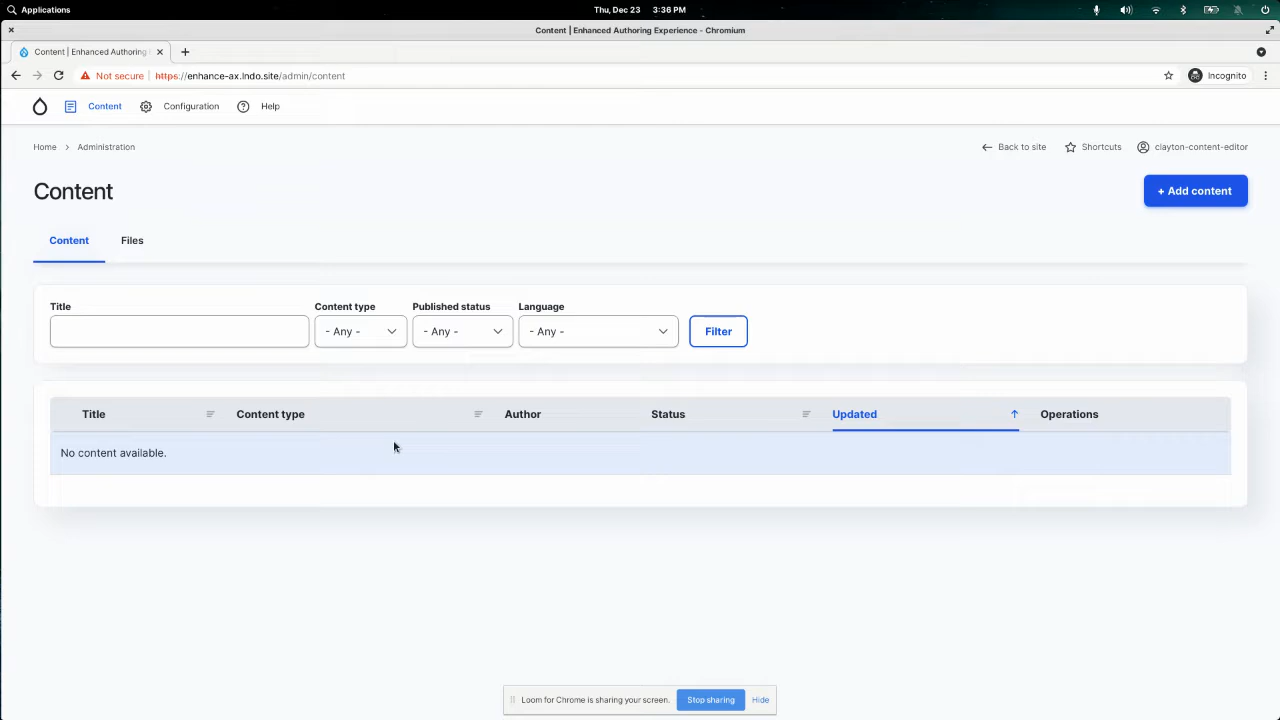 Applications
Thu, Dec 23 3:36 PM
Content | Enhanced Authoring Experience - Chromium
Content | Enhanced Authoring
Not secure https://enhance-ax.lndo.site/admin/content
Incognito
Content Configuration Help
Home Administration
Back to site Shortcuts clayton-content-editor
Content
+ Add content
Content Files
Title Content type Published status Language
- Any - - Any - - Any - Filter
Title Content type Author Status Updated Operations
No content available.
Loom for Chrome is sharing your screen. Stop sharing Hide